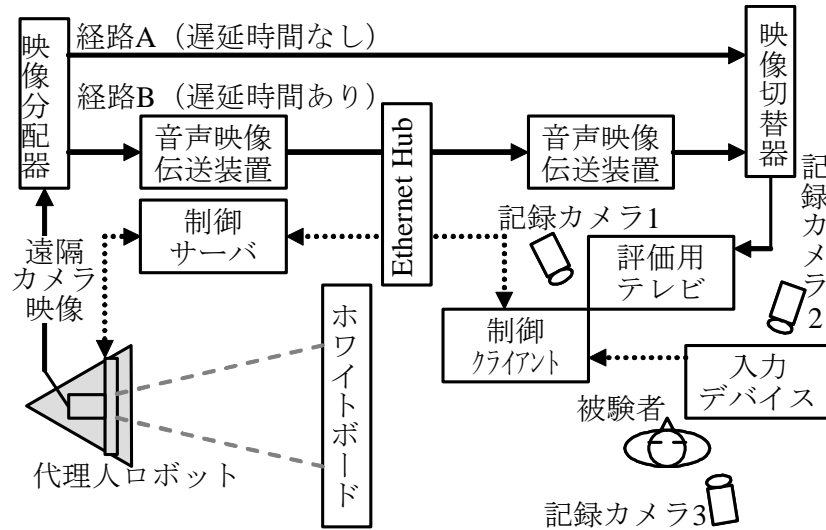 経路A（遅延時間なし）
映像分配器
映像切替器
経路B（遅延時間あり）
音声映像
伝送装置
Ethernet Hub
音声映像
伝送装置
制御
サーバ
記録カメラ1
記録カメラ2
遠隔
カメラ
映像
評価用
テレビ
ホワイトボード
制御
クライアント
入力
デバイス
被験者
代理人ロボット
記録カメラ3